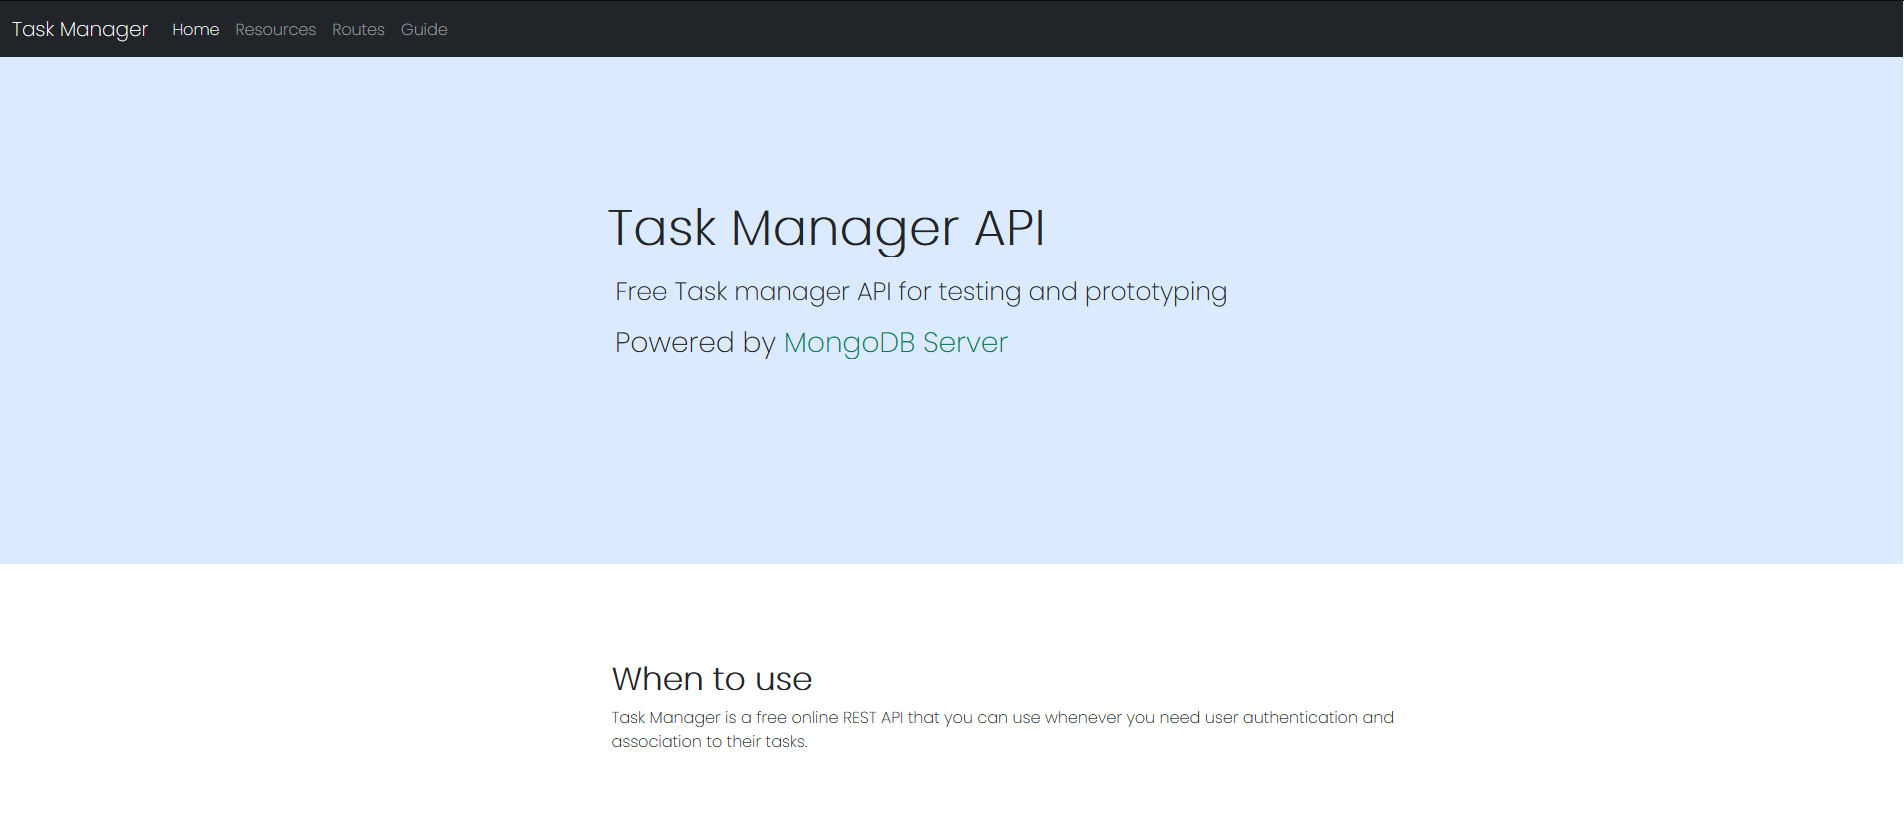 Task Manager Home Resources Routes Guide
Task Manager API
Free Task manager API for testing and prototyping
Powered by MongoDB Server
When to use
Task Manager is a free online REST API that you can use whenever you need user authentication and
association to their tasks.